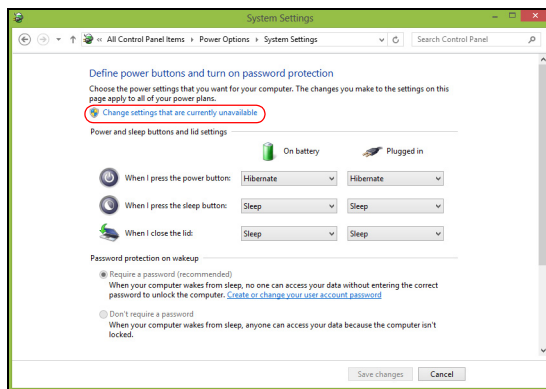 System Settings
« All Control Panel Items ▸ Power Options ▸ System Settings
Search Control Panel
Define power buttons and turn on password protection
Choose the power settings that you want for your computer. The changes you make to the settings on this
page apply to all of your power plans.
Change settings that are currently unavailable
Power and sleep buttons and lid settings
On battery Plugged in
When I press the power button: Hibernate Hibernate
When I press the sleep button: Sleep Sleep
When I close the lid: Sleep Sleep
Password protection on wakeup
Require a password (recommended)
When your computer wakes from sleep, no one can access your data without entering the correct
password to unlock the computer. Create or change your user account password
Don't require a password
When your computer wakes from sleep, anyone can access your data because the computer isn't
locked.
Save changes Cancel